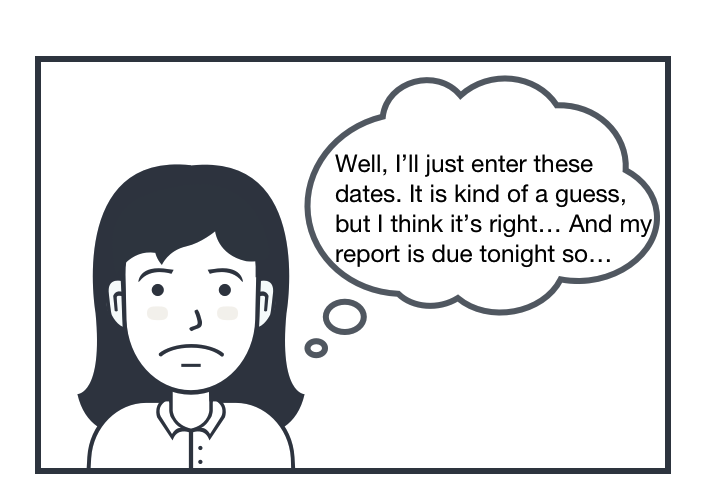 Well, I’ll just enter these
dates. It is kind of a guess,
but I think it’s right… And my
report is due tonight so…